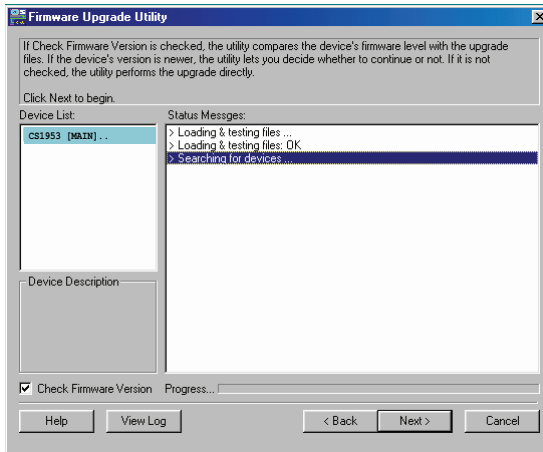 Firmware Upgrade Utility
If Check Firmware Version is checked, the utility compares the device's firmware level with the upgrade
files. If the device's version is newer, the utility lets you decide whether to continue or not. If it is not
checked, the utility performs the upgrade directly.
Click Next to begin.
Device List:
CS1953 [MAIN]..
Status Messges:
> Loading & testing files ...
> Loading & testing files: OK
> Searching for devices ...
Device Description
Check Firmware Version
Progress...
Help
View Log
< Back
Next >
Cancel